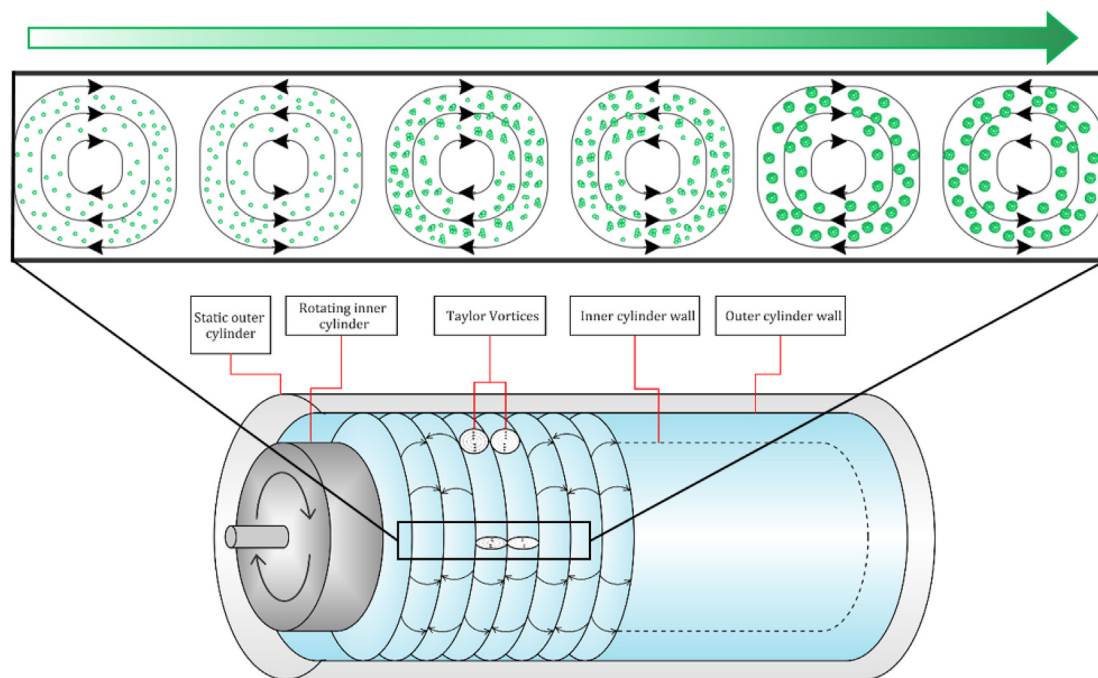 Static outer
cylinder
Rotating inner
cylinder
Taylor Vortices
Inner cylinder wall
Outer cylinder wall